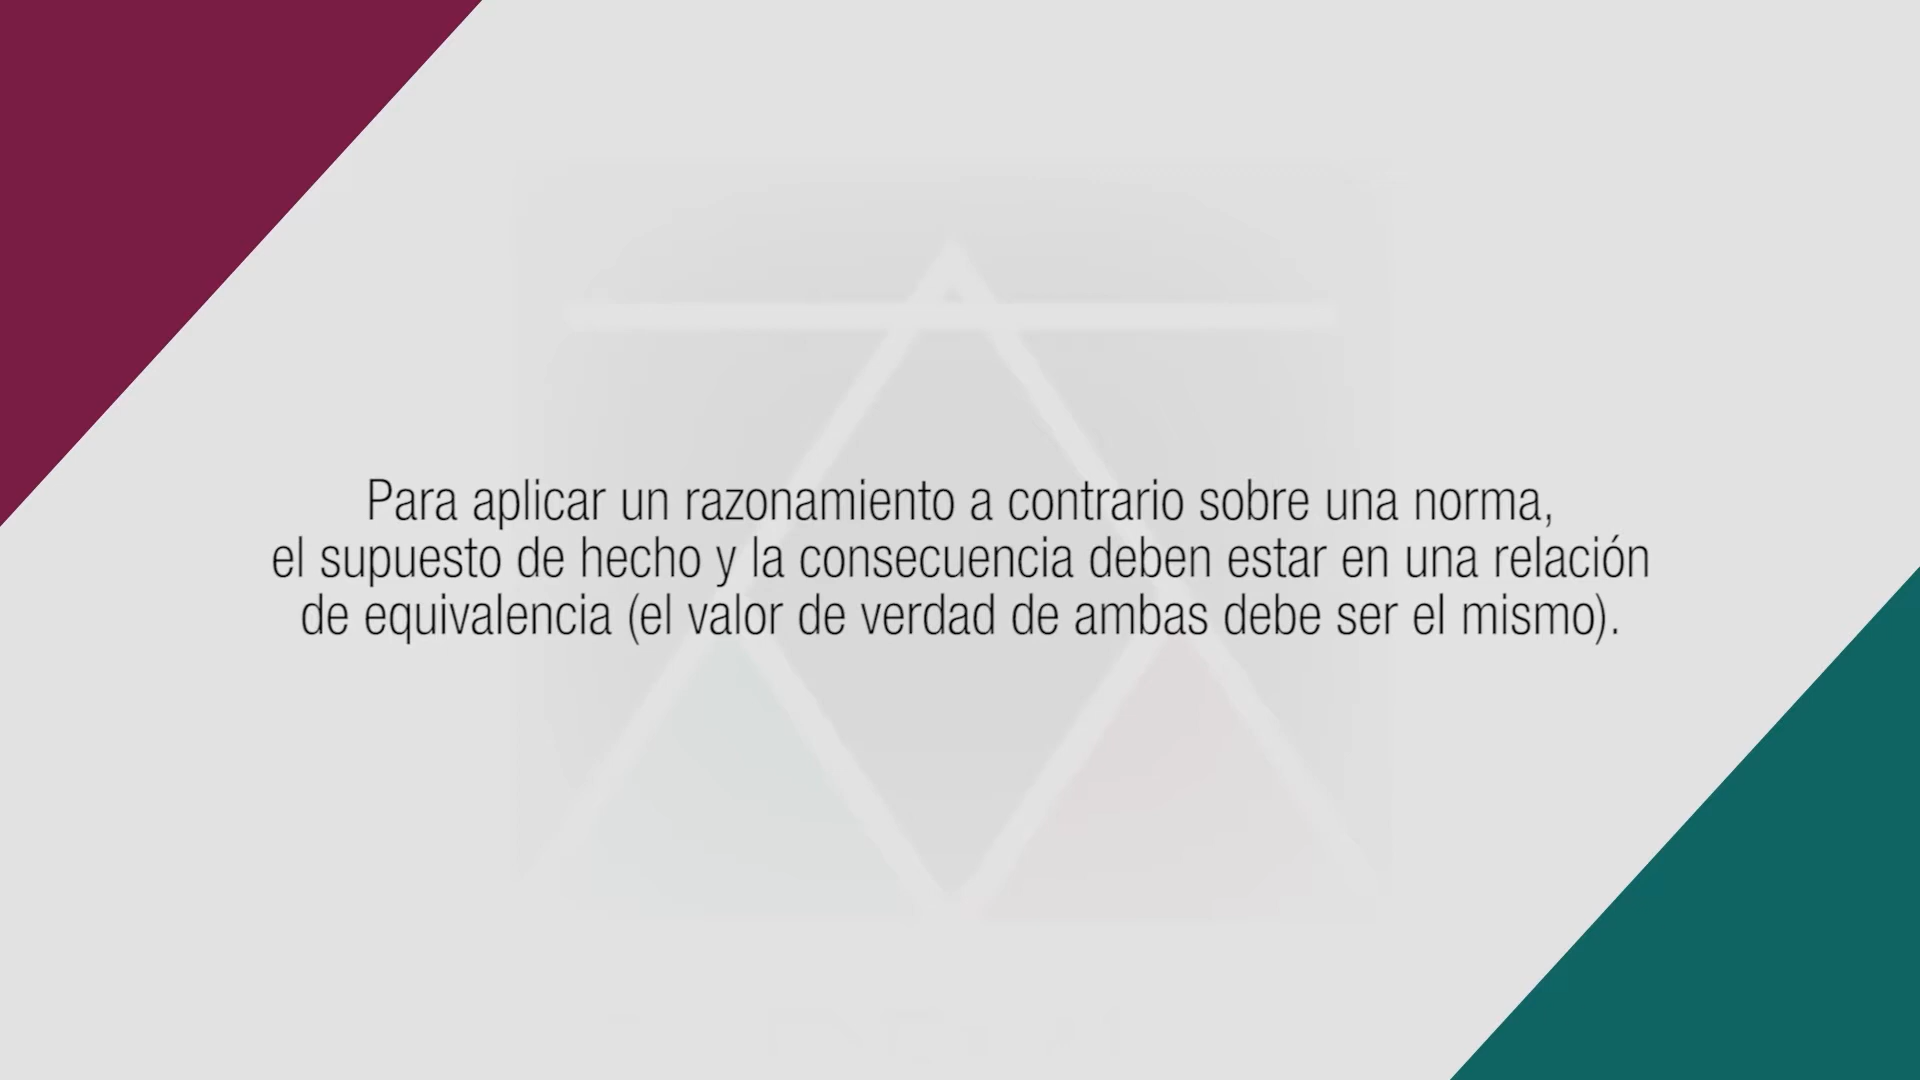 Para aplicar un razonamiento a contrario sobre una norma,
el supuesto de hecho y la consecuencia deben estar en una relación
de equivalencia (el valor de verdad de ambas debe ser el mismo).